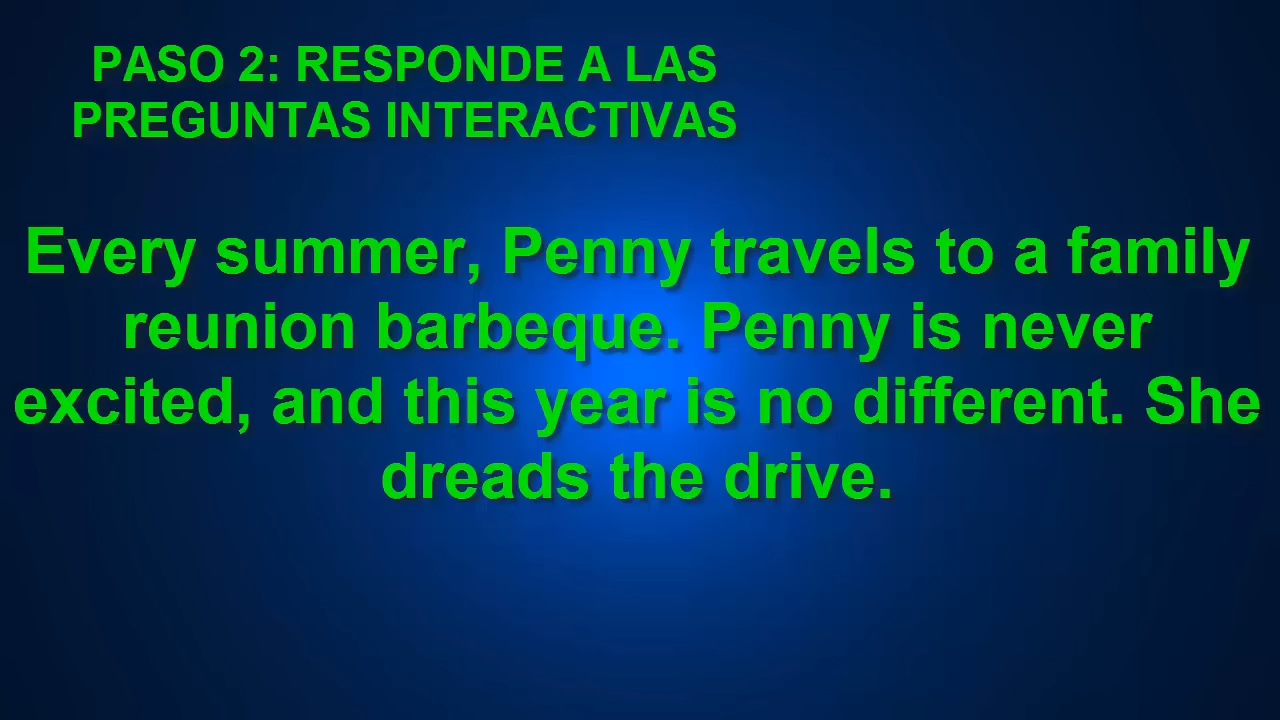 PASO 2: RESPONDE A LAS
PREGUNTAS INTERACTIVAS
Every summer, Penny travels to a family
reunion barbeque. Penny is never
excited, and this year is no different. She
dreads the drive.